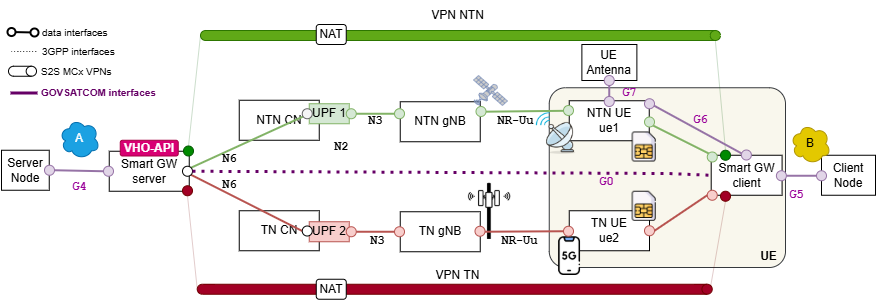 VPN NTN
NAT
data interfaces
3GPP interfaces
S2S MCx VPNs
GOVSATCOM interfaces
UE
Antenna
G7
NTN CN
UPF 1
N3
NTN gNB
NR-Uu
NTN UE
ue1
G6
N2
A
VHO-API
B
Server
Node
G4
Smart GW
server
N6
N6
G0
Smart GW
client
G5
Client
Node
TN CN
UPF 2
N3
TN gNB
NR-Uu
TN UE
ue2
5G
UE
VPN TN
NAT